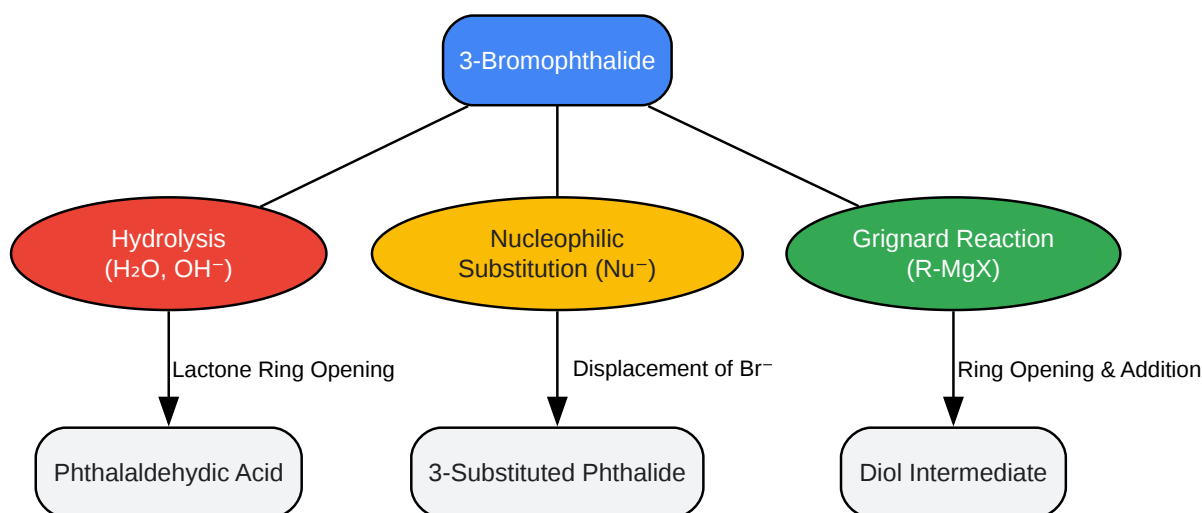 3-Bromophthalide
Hydrolysis
(H₂O, OH⁻)
Nucleophilic
Substitution (Nu⁻)
Grignard Reaction
(R-MgX)
Lactone Ring Opening
Displacement of Br⁻
Ring Opening & Addition
Phthalaldehydic Acid
3-Substituted Phthalide
Diol Intermediate